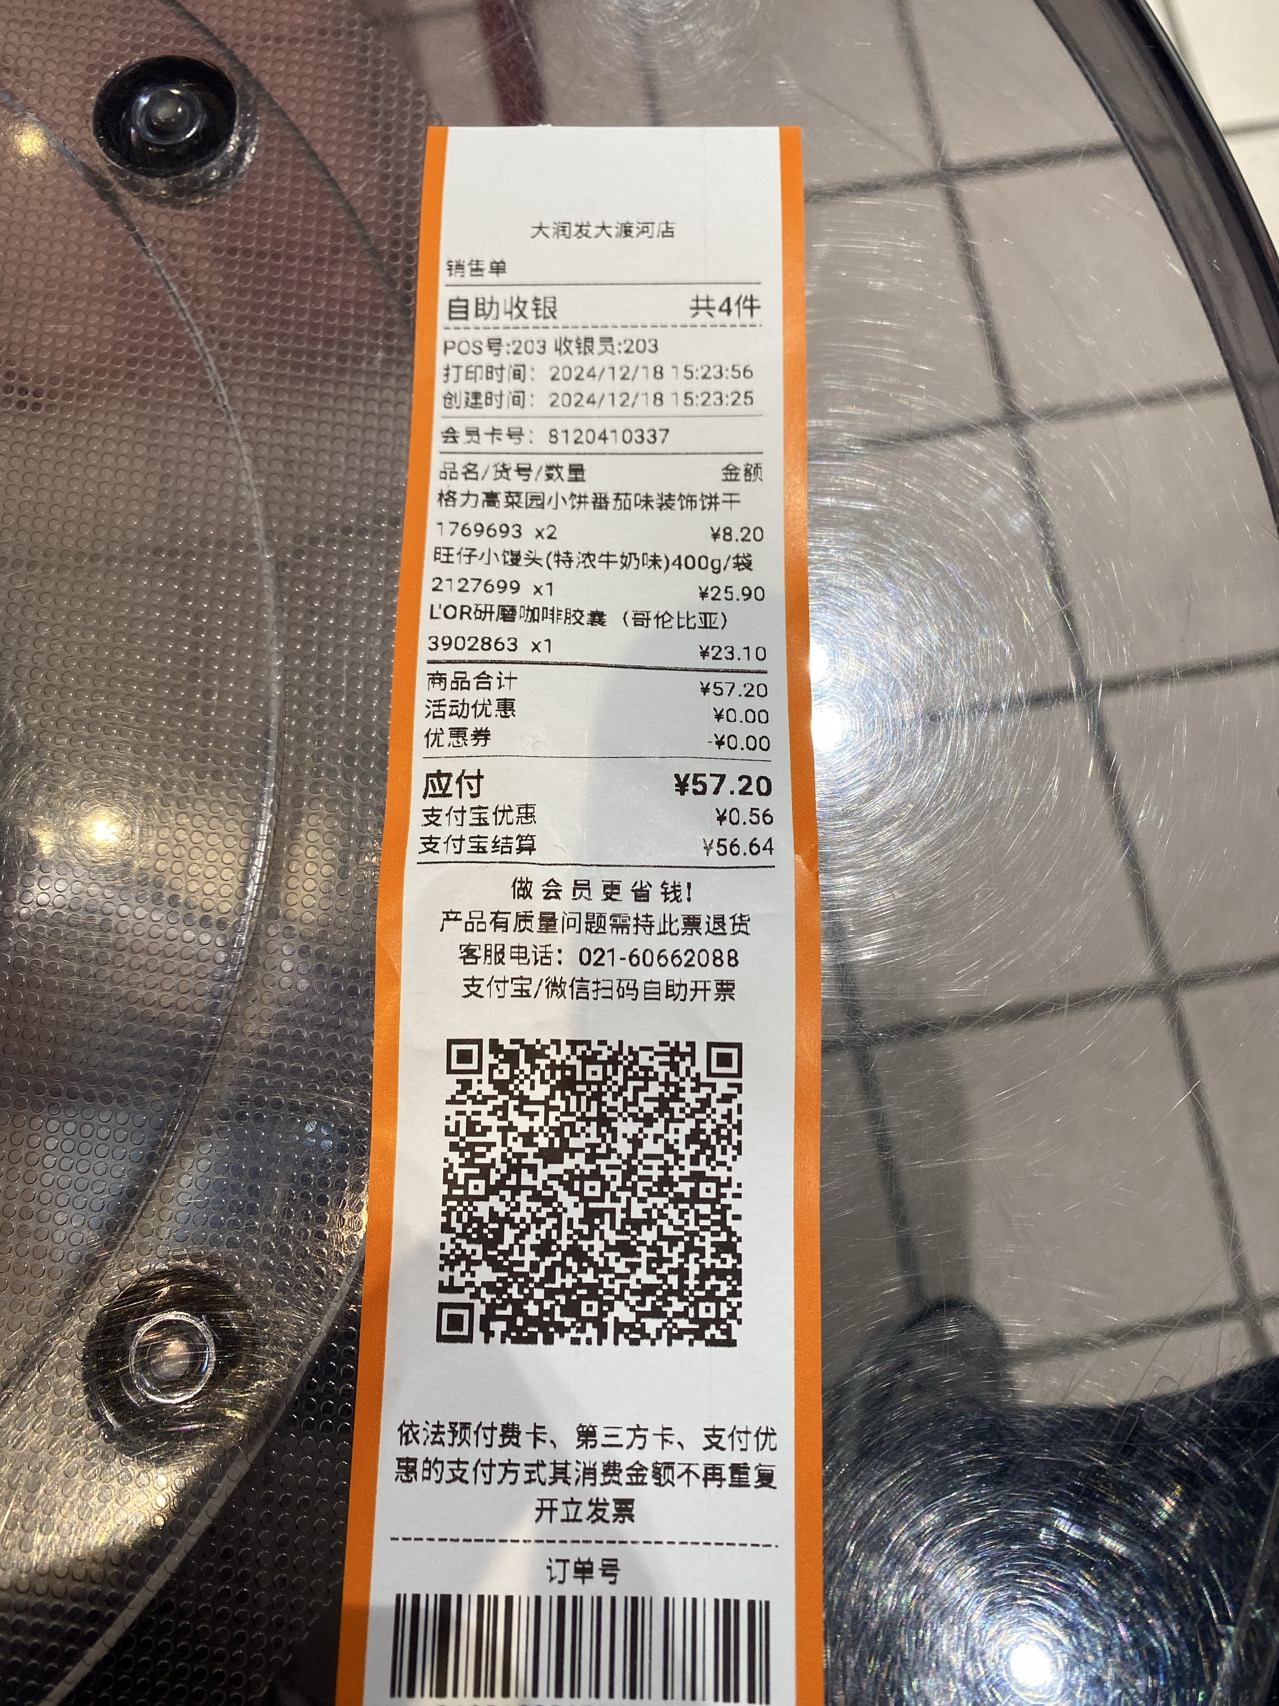 大润发大渡河店
销售单
自助收银 共4件
POS号:203 收银员:203
打印时间: 2024/12/18 15:23:56
创建时间: 2024/12/18 15:23:25
会员卡号: 8120410337
品名/货号/数量 金额
格力高菜园小饼番茄味装饰饼干
1769693 x2 ¥8.20
旺仔小馒头(特浓牛奶味)400g/袋
2127699 x1 ¥25.90
L'OR研磨咖啡胶囊（哥伦比亚）
3902863 x1 ¥23.10
商品合计 ¥57.20
活动优惠 ¥0.00
优惠券 -¥0.00
应付 ¥57.20
支付宝优惠 ¥0.56
支付宝结算 ¥56.64
做会员更省钱!
产品有质量问题需持此票退货
客服电话: 021-60662088
支付宝/微信扫码自助开票
依法预付费卡、第三方卡、支付优
惠的支付方式其消费金额不再重复
开立发票
订单号